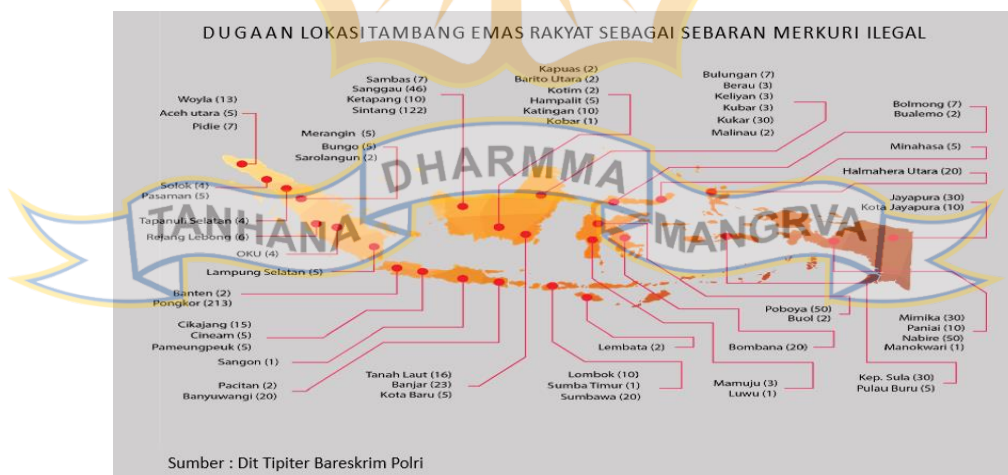 DUGAAN LOKASI TAMBANG EMAS RAKYAT SEBAGAI SEBARAN MERKURI ILEGAL
Woyla (13)
Aceh utara (5)
Pidie (7)
Sambas (7)
Sanggau (46)
Ketapang (10)
Sintang (122)
Kapuas (2)
Barito Utara (2)
Kotim (2)
Hampalit (5)
Katingan (10)
Kobar (1)
Bulungan (7)
Berau (3)
Keliyan (3)
Kubar (3)
Kukar (30)
Malinau (2)
Bolmong (7)
Bualemo (2)
Minahasa (5)
Halmahera Utara (20)
Jayapura (30)
Kota Jayapura (10)
Merangin (5)
Bungo (5)
Sarolangun (2)
Solok (4)
Pasaman (5)
Tapanuli Selatan (4)
Rejang Lebong (6)
OKU (4)
Lampung Selatan (5)
TANHANA
DHARMMA
MANGRVA
Banten (2)
Pongkor (213)
Cikajang (15)
Cineam (5)
Pameungpeuk (5)
Sangon (1)
Pacitan (2)
Banyuwangi (20)
Tanah Laut (16)
Banjar (23)
Kota Baru (5)
Lembata (2)
Lombok (10)
Sumba Timur (1)
Sumbawa (20)
Poboya (50)
Buol (2)
Bombana (20)
Mamuju (3)
Luwu (1)
Mimika (30)
Paniai (10)
Nabire (50)
Manokwari (1)
Kep. Sula (30)
Pulau Buru (5)
Sumber : Dit Tipiter Bareskrim Polri